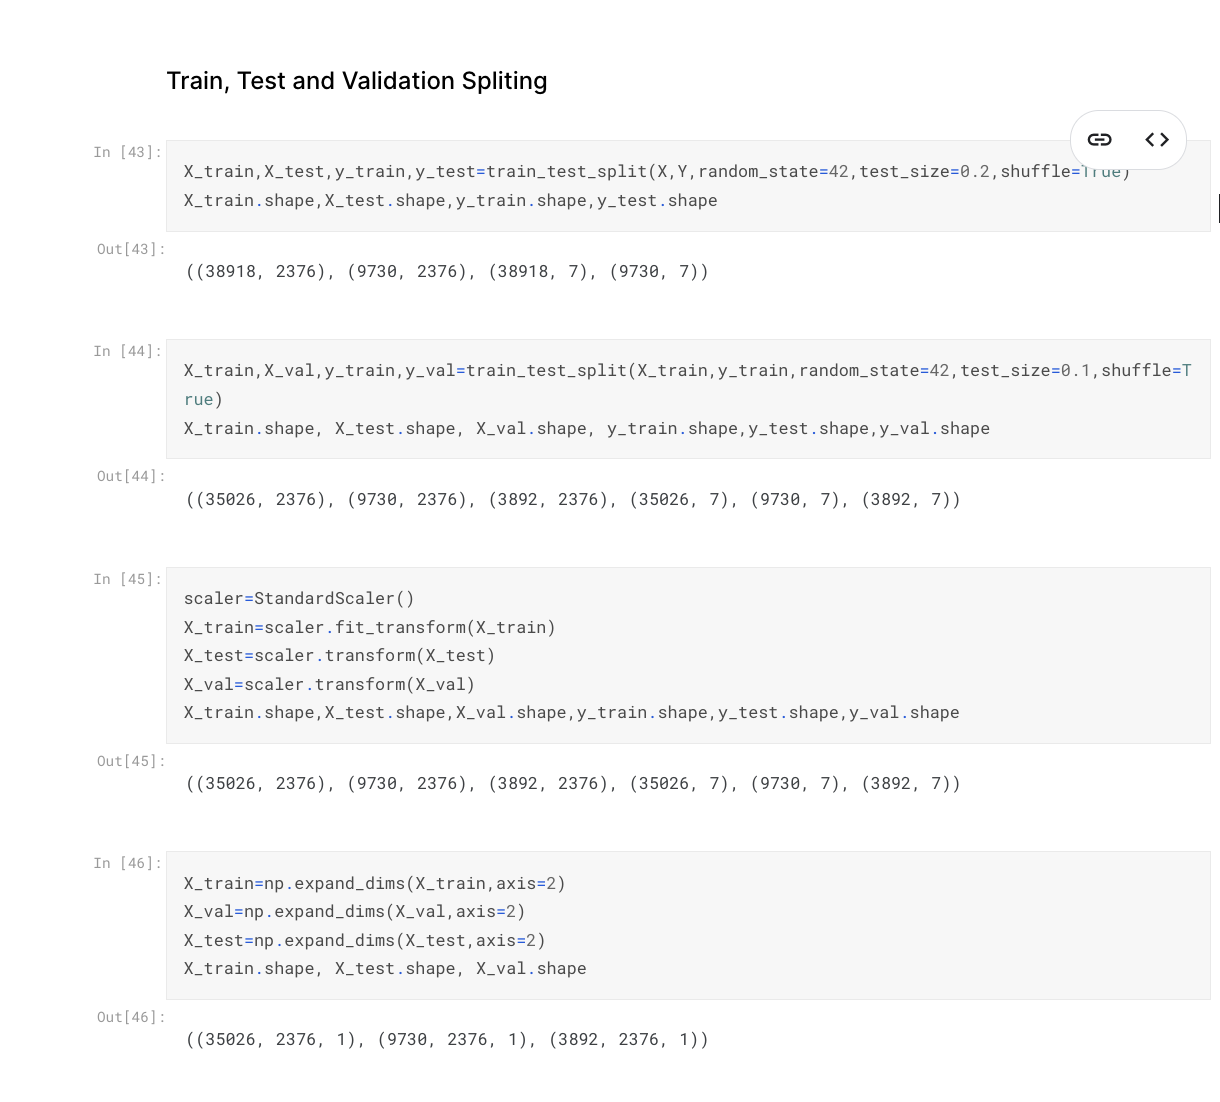 Train, Test and Validation Spliting
In [43]:
X_train,X_test,y_train,y_test=train_test_split(X,Y,random_state=42,test_size=0.2,shuffle=True)
X_train.shape,X_test.shape,y_train.shape,y_test.shape
Out[43]:
((38918, 2376), (9730, 2376), (38918, 7), (9730, 7))
In [44]:
X_train,X_val,y_train,y_val=train_test_split(X_train,y_train,random_state=42,test_size=0.1,shuffle=T
rue)
X_train.shape, X_test.shape, X_val.shape, y_train.shape,y_test.shape,y_val.shape
Out[44]:
((35026, 2376), (9730, 2376), (3892, 2376), (35026, 7), (9730, 7), (3892, 7))
In [45]:
scaler=StandardScaler()
X_train=scaler.fit_transform(X_train)
X_test=scaler.transform(X_test)
X_val=scaler.transform(X_val)
X_train.shape,X_test.shape,X_val.shape,y_train.shape,y_test.shape,y_val.shape
Out[45]:
((35026, 2376), (9730, 2376), (3892, 2376), (35026, 7), (9730, 7), (3892, 7))
In [46]:
X_train=np.expand_dims(X_train,axis=2)
X_val=np.expand_dims(X_val,axis=2)
X_test=np.expand_dims(X_test,axis=2)
X_train.shape, X_test.shape, X_val.shape
Out[46]:
((35026, 2376, 1), (9730, 2376, 1), (3892, 2376, 1))